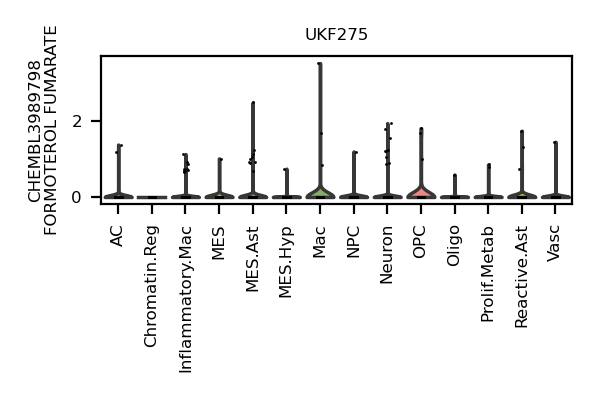 UKF275
CHEMBL3989798
FORMOTEROL FUMARATE
2
0
AC
Chromatin.Reg
Inflammatory.Mac
MES
MES.Ast
MES.Hyp
Mac
NPC
Neuron
OPC
Oligo
Prolif.Metab
Reactive.Ast
Vasc